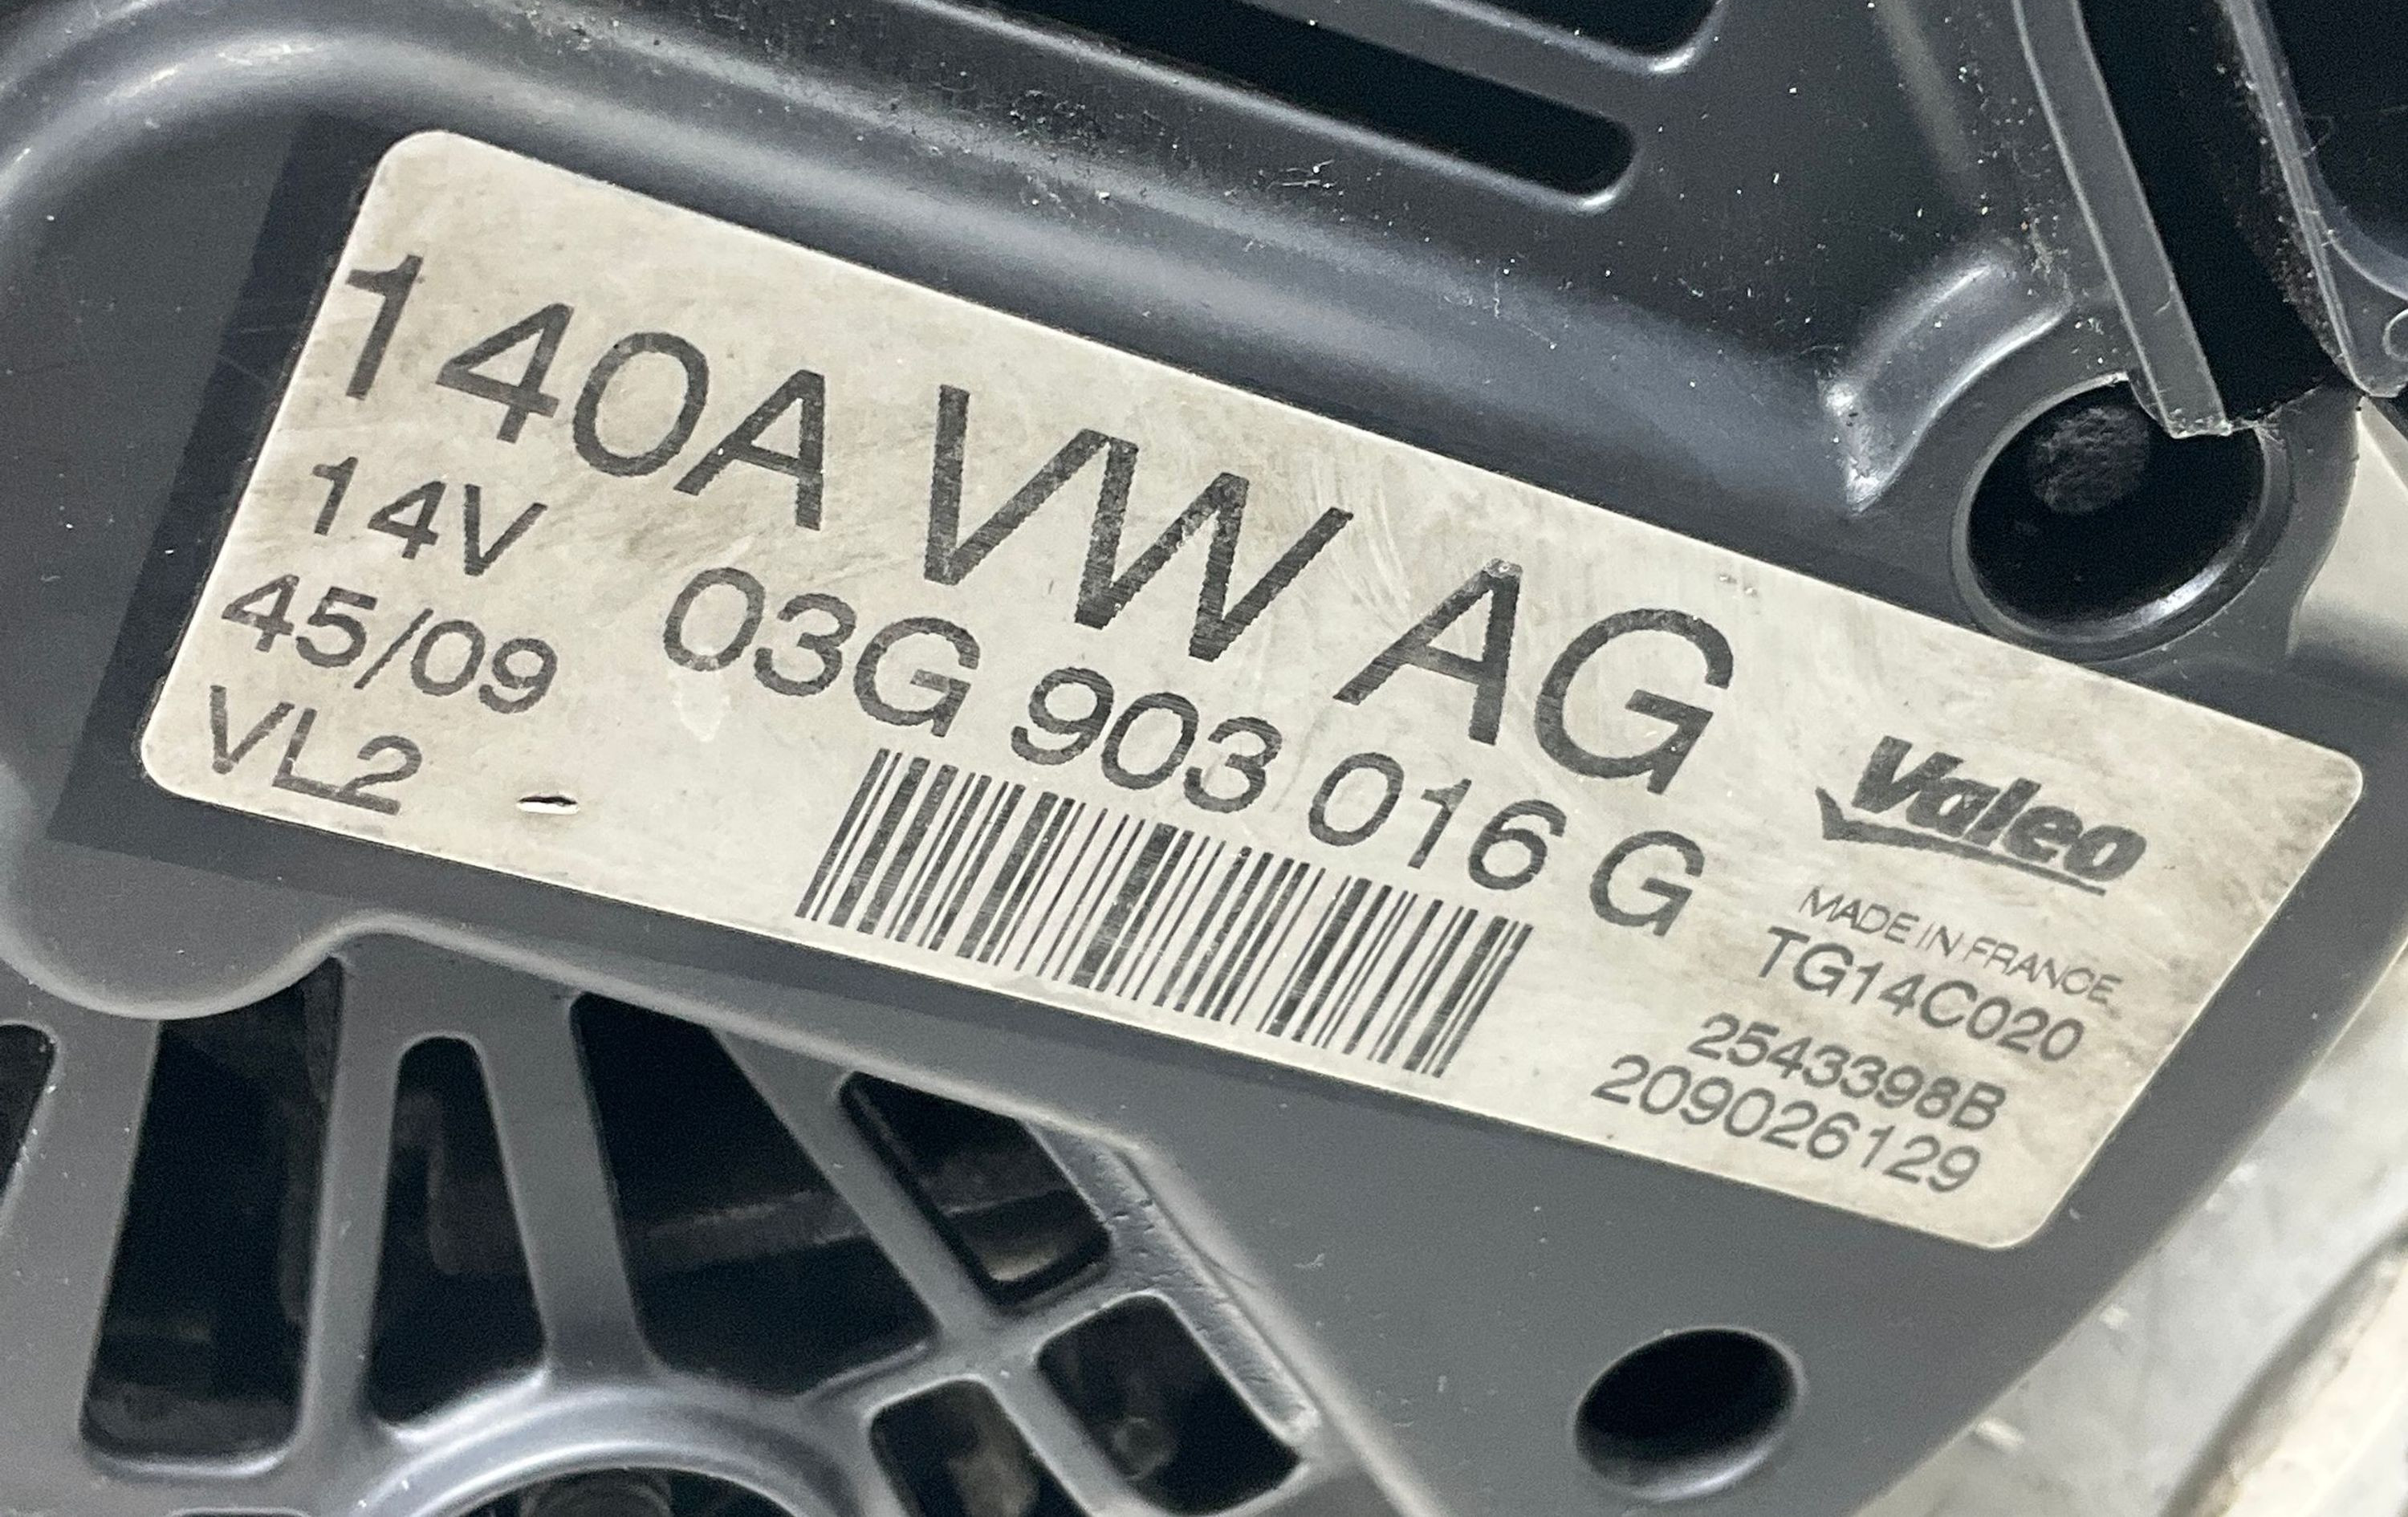 140A VW AG
14V
03G 903 016 G
45/09
VL2
Valeo
MADE IN FRANCE
TG14C020
2543398B
209026129